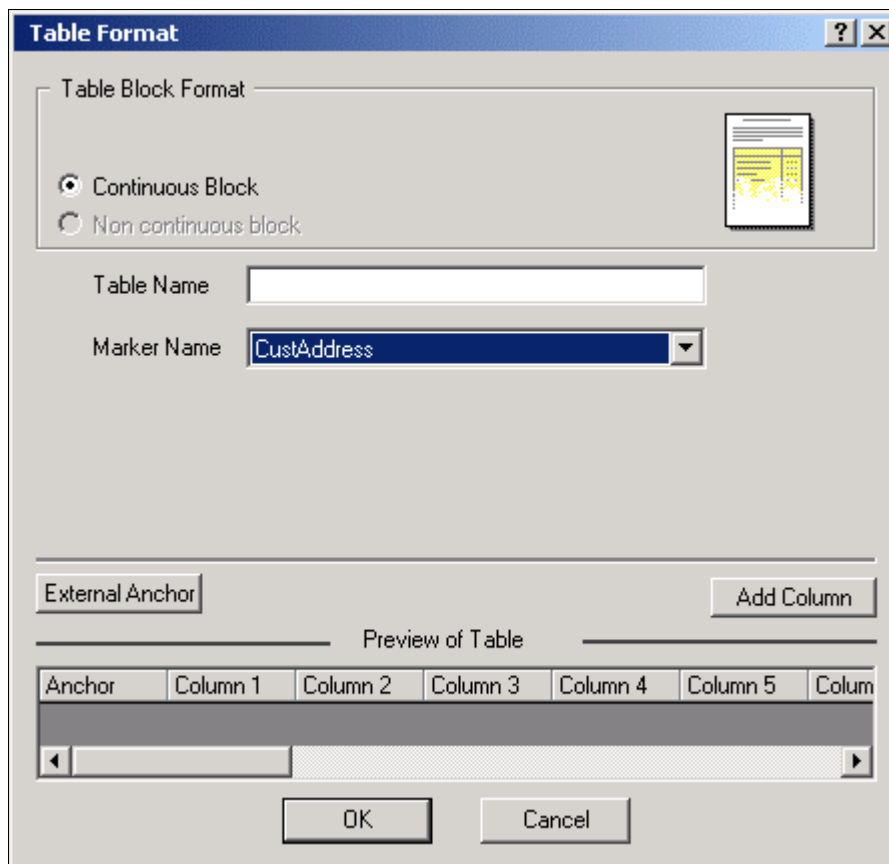 Table Format
Table Block Format
Continuous Block
Non continuous block
Table Name
Marker Name CustAddress
External Anchor Add Column
Preview of Table
Anchor Column 1 Column 2 Column 3 Column 4 Column 5 Colum
OK Cancel